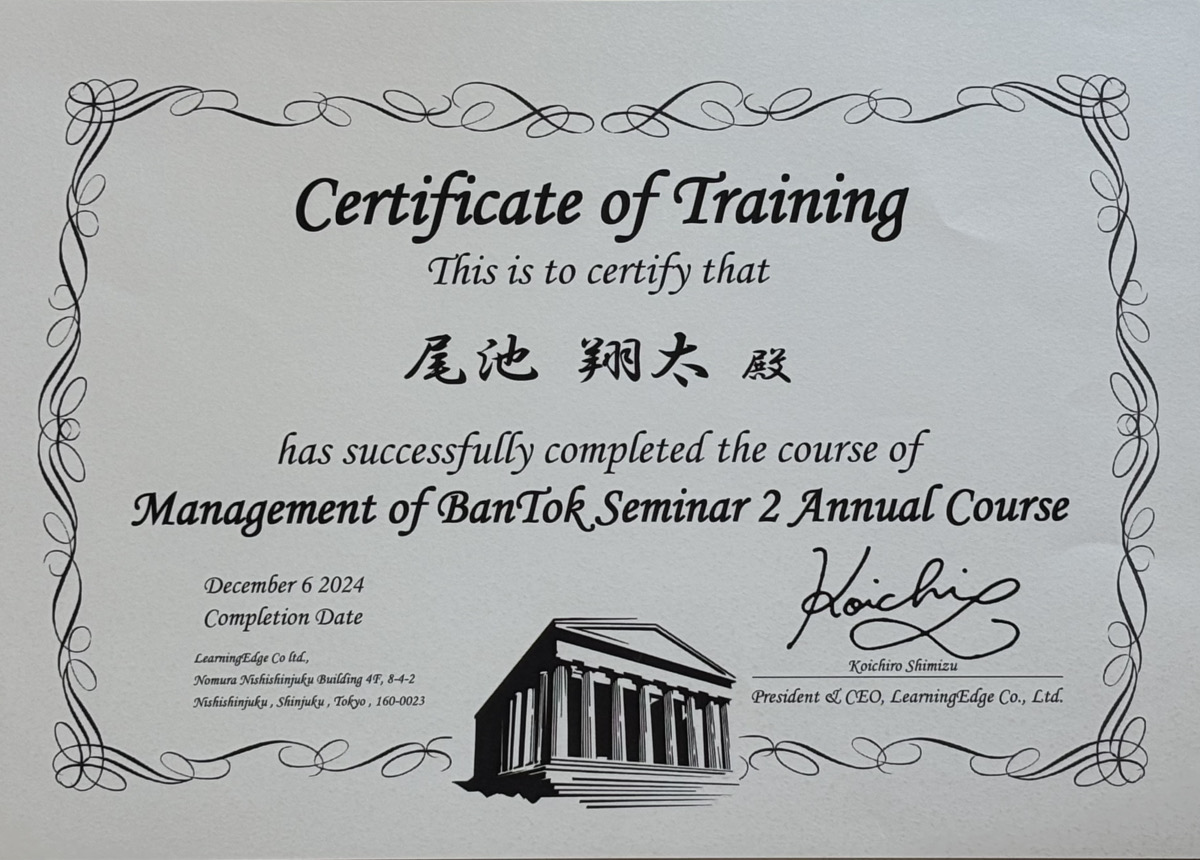 Certificate of Training
This is to certify that
尾池 翔太 殿
has successfully completed the course of
Management of BanTok Seminar 2 Annual Course
December 6 2024
Completion Date
LearningEdge Co ltd.,
Nomura Nishishinjuku Building 4F, 8-4-2
Nishishinjuku , Shinjuku , Tokyo , 160-0023
Koichi
Koichiro Shimizu
President & CEO, LearningEdge Co., Ltd.